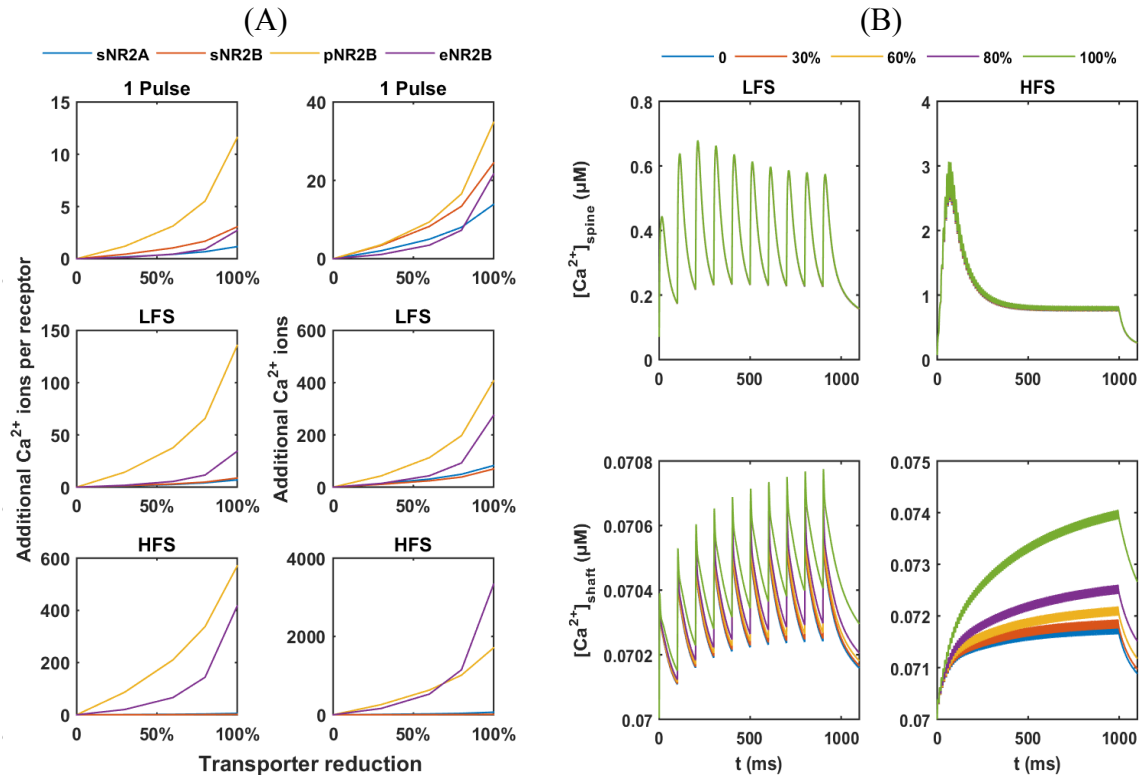 (A)
sNR2A sNR2B pNR2B eNR2B
1 Pulse 1 Pulse
15 40
10
20
5
0 0
0 50% 100% 0 50% 100%
LFS LFS
150 600
100 400
50 200
0 0
0 50% 100% 0 50% 100%
HFS HFS
600 4000
400
2000
200
0 0
0 50% 100% 0 50% 100%
Additional Ca²⁺ ions per receptor
Additional Ca²⁺ ions
Transporter reduction
(B)
0 30% 60% 80% 100%
LFS HFS
0.8 4
0.6 3
0.4 2
0.2 1
0 0
0 500 1000 0 500 1000
[Ca²⁺]spine (µM)
0.0708 0.075
0.0706 0.074
0.073
0.0704
0.072
0.0702
0.071
0.07 0.07
0 500 1000 0 500 1000
[Ca²⁺]shaft (µM)
t (ms) t (ms)